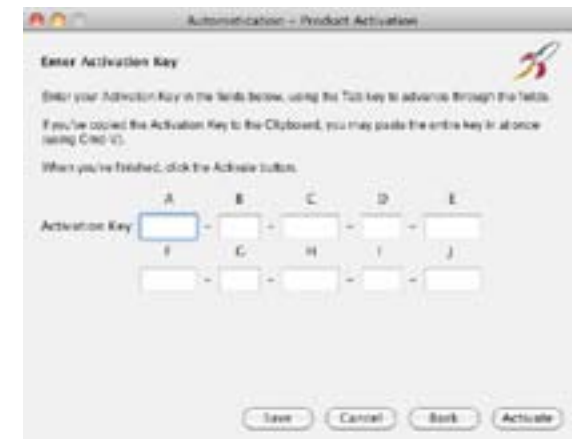 Automatication – Product Activation
Enter Activation Key
Enter your Activation Key in the fields below, using the Tab key to advance through the fields.
If you've copied the Activation Key to the Clipboard, you may paste the entire key in at once
(using Cmd-V).
When you're finished, click the Activate button.
A B C D E
Activation Key - - - -
F G H I J
- - - -
Save Cancel Back Activate